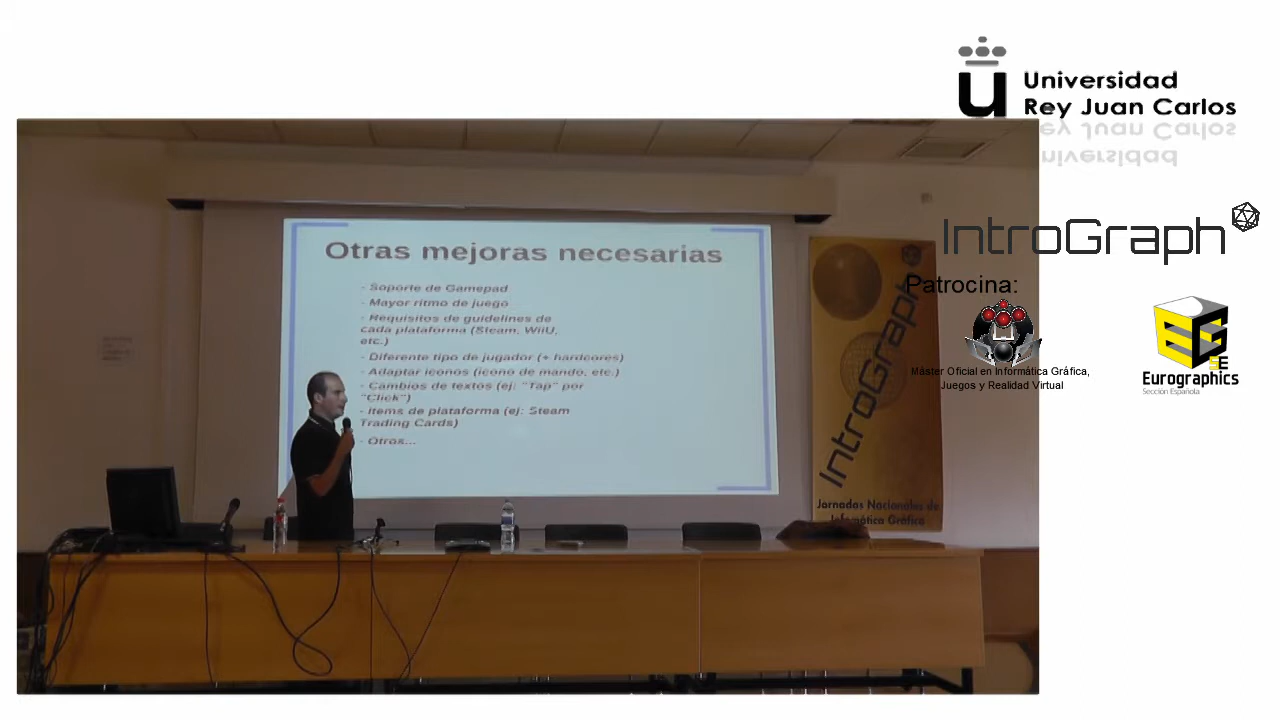 Universidad
Rey Juan Carlos
IntroGraph
Patrocina:
Máster Oficial en Informática Gráfica,
Juegos y Realidad Virtual
Eurographics
Sección Española
Otras mejoras necesarias
- Soporte de Gamepad
- Mayor ritmo de juego
- Requisitos de guidelines de
cada plataforma (Steam, WiiU,
etc.)
- Diferente tipo de jugador (+ hardcores)
- Adaptar iconos (icono de mando, etc.)
- Cambios de textos (ej: "Tap" por
"Click")
- Items de plataforma (ej: Steam
Trading Cards)
- Otros...
IntroGraph
Jornadas Nacionales de
Informática Gráfica